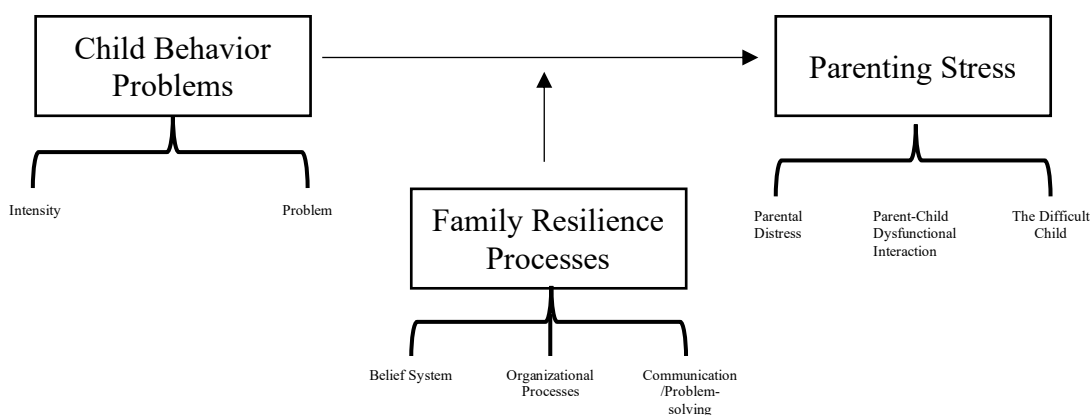 Child Behavior
Problems
Parenting Stress
Intensity
Problem
Family Resilience
Processes
Parental
Distress
Parent-Child
Dysfunctional
Interaction
The Difficult
Child
Belief System
Organizational
Processes
Communication
/Problem-
solving